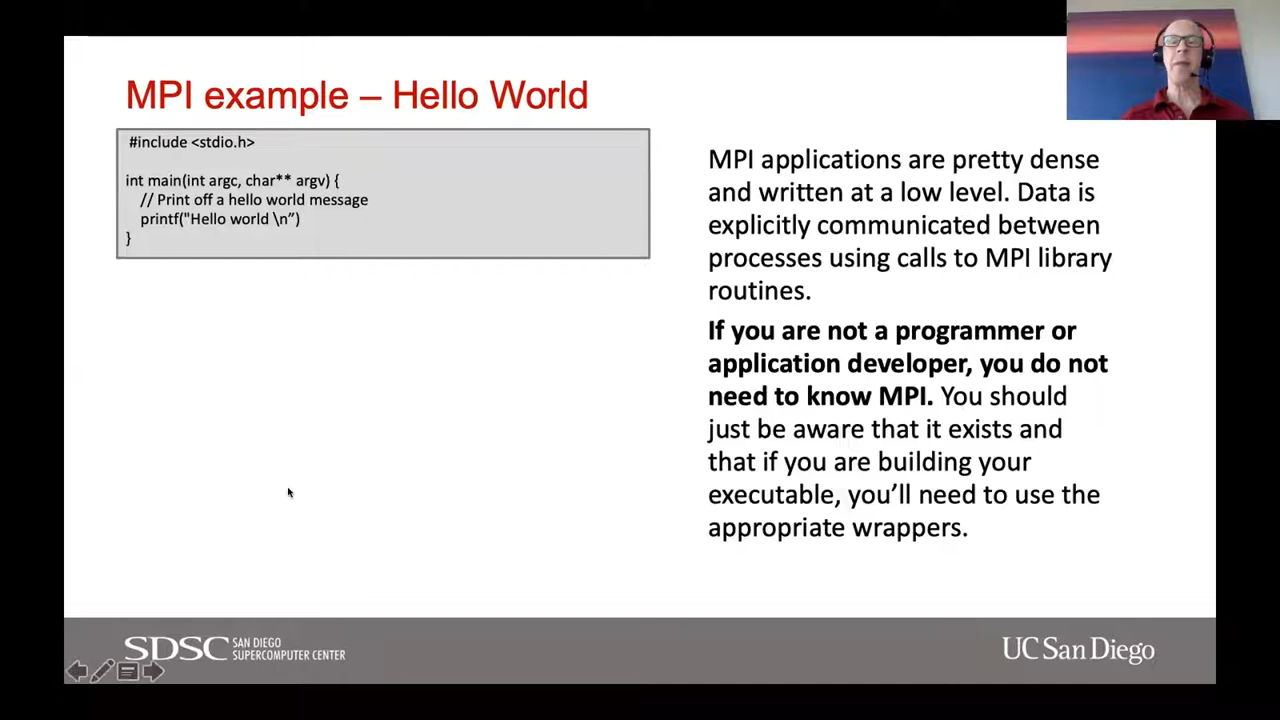 MPI example – Hello World
#include <stdio.h>
int main(int argc, char** argv) {
// Print off a hello world message
printf("Hello world \n”)
}
MPI applications are pretty dense
and written at a low level. Data is
explicitly communicated between
processes using calls to MPI library
routines.
If you are not a programmer or
application developer, you do not
need to know MPI. You should
just be aware that it exists and
that if you are building your
executable, you’ll need to use the
appropriate wrappers.
SDSC SAN DIEGO
SUPERCOMPUTER CENTER
UC San Diego